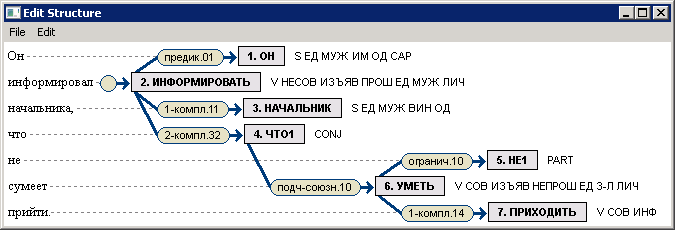 Edit Structure
File Edit
Он предик.01 1. ОН S ЕД МУЖ ИМ ОД CAP
информировал 2. ИНФОРМИРОВАТЬ V НЕСОВ ИЗЪЯВ ПРОШ ЕД МУЖ ЛИЧ
начальника, 1-компл.11 3. НАЧАЛЬНИК S ЕД МУЖ ВИН ОД
что 2-компл.32 4. ЧТО1 CONJ
не огранич.10 5. НЕ1 PART
сумеет подч-союзн.10 6. УМЕТЬ V СОВ ИЗЪЯВ НЕПРОШ ЕД 3-Л ЛИЧ
прийти. 1-компл.14 7. ПРИХОДИТЬ V СОВ ИНФ